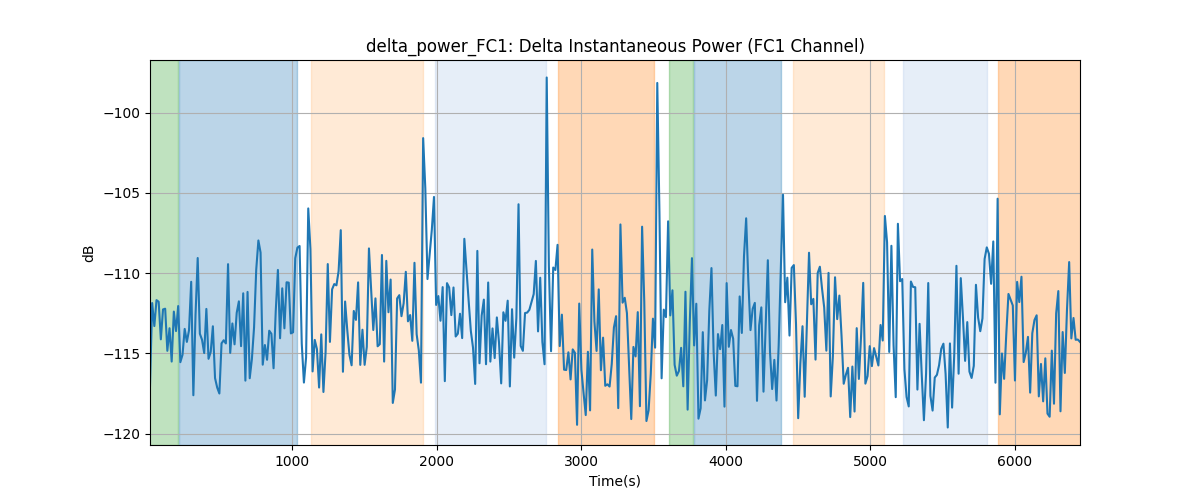 delta_power_FC1: Delta Instantaneous Power (FC1 Channel)
dB
−100
−105
−110
−115
−120
1000 2000 3000 4000 5000 6000
Time(s)